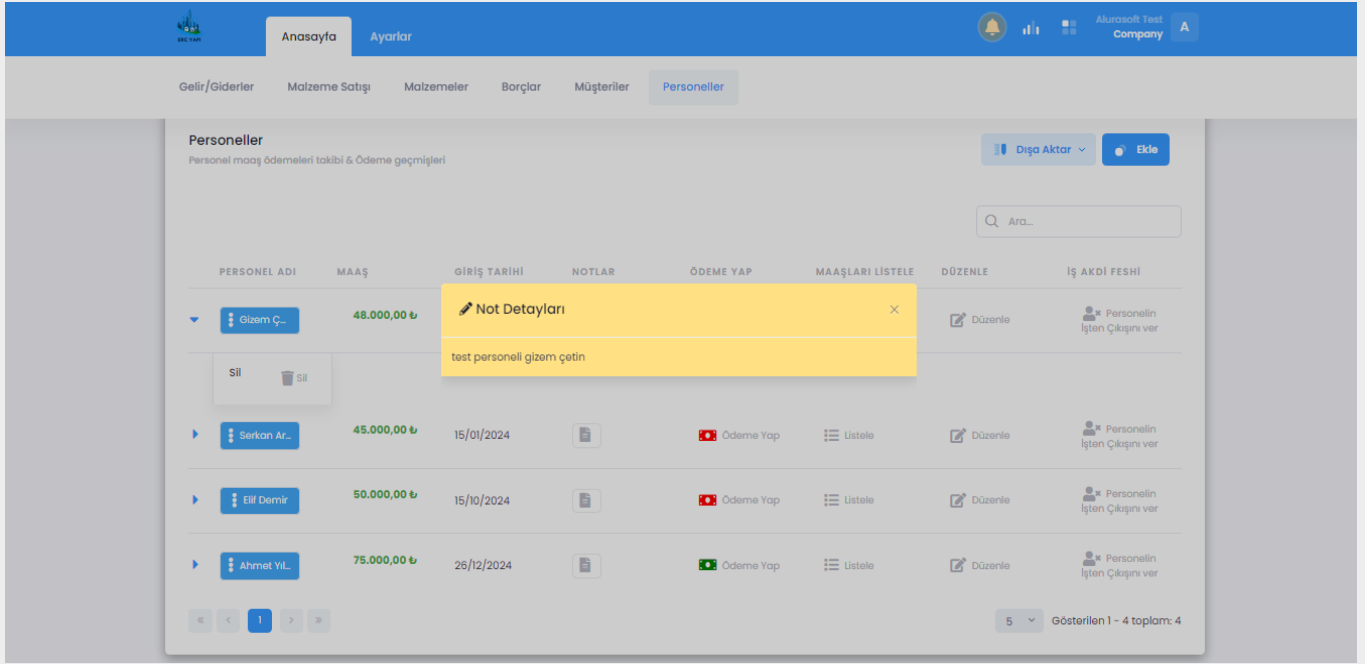 Anasayfa
Ayarlar
Alurasoft Test
Company
A
Gelir/Giderler
Malzeme Satışı
Malzemeler
Borçlar
Müşteriler
Personeller
Personeller
Personel maaş ödemeleri takibi & Ödeme geçmişleri
Dışa Aktar
Ekle
Ara...
PERSONEL ADI MAAŞ GİRİŞ TARİHİ NOTLAR ÖDEME YAP MAAŞLARI LİSTELE DÜZENLE İŞ AKDİ FESHİ
Gizem Ç... 48.000,00 ₺ Düzenle Personelin
İşten Çıkışını ver
Not Detayları
test personeli gizem çetin
Sil Sil
Serkan Ar... 45.000,00 ₺ 15/01/2024 Ödeme Yap Listele Düzenle Personelin
İşten Çıkışını ver
Elif Demir 50.000,00 ₺ 15/10/2024 Ödeme Yap Listele Düzenle Personelin
İşten Çıkışını ver
Ahmet Yıl... 75.000,00 ₺ 26/12/2024 Ödeme Yap Listele Düzenle Personelin
İşten Çıkışını ver
« < 1 > »
5 Gösterilen 1 - 4 toplam: 4